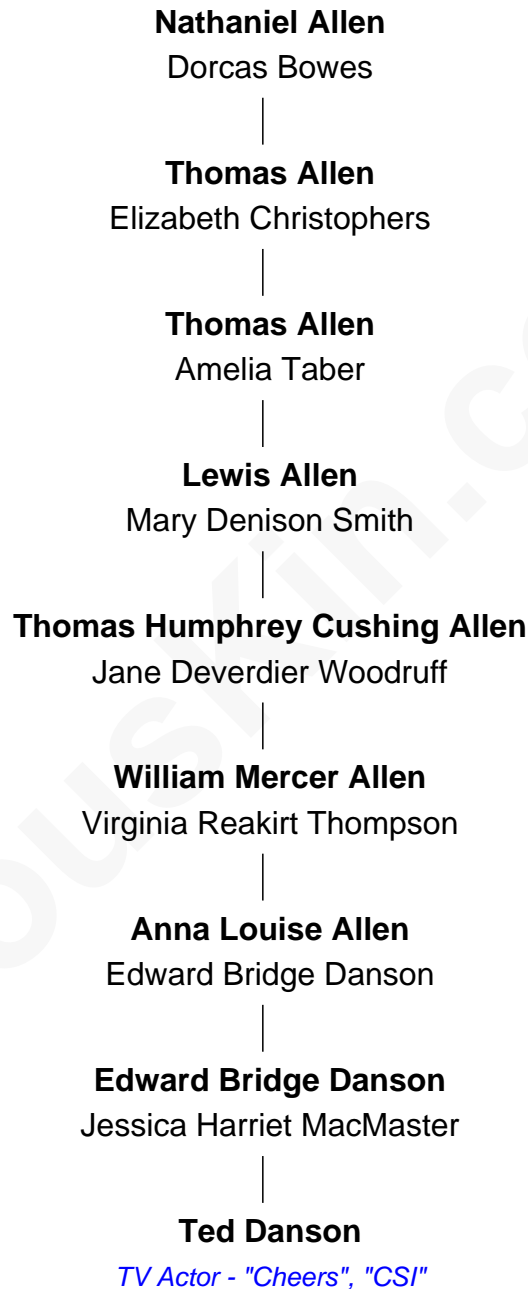 Nathaniel Allen
Dorcas Bowes
Thomas Allen
Elizabeth Christophers
Thomas Allen
Amelia Taber
Lewis Allen
Mary Denison Smith
Thomas Humphrey Cushing Allen
Jane Deverdier Woodruff
William Mercer Allen
Virginia Reakirt Thompson
Anna Louise Allen
Edward Bridge Danson
Edward Bridge Danson
Jessica Harriet MacMaster
Ted Danson
TV Actor - "Cheers", "CSI"